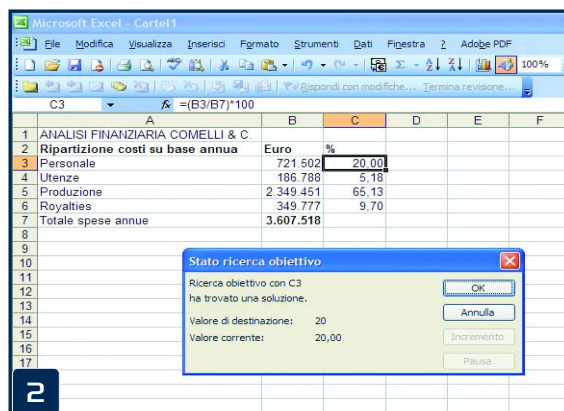 Microsoft Excel - Cartel1
File Modifica Visualizza Inserisci Formato Strumenti Dati Finestra ? Adobe PDF
100%
Rispondi con modifiche... Termina revisione...
C3 fx =(B3/B7)*100
A B C D E F
1 ANALISI FINANZIARIA COMELLI & C.
2 Ripartizione costi su base annua Euro %
3 Personale 721.502 20,00
4 Utenze 186.788 5,18
5 Produzione 2.349.451 65,13
6 Royalties 349.777 9,70
7 Totale spese annue 3.607.518
8
9
10 Stato ricerca obiettivo
11 Ricerca obiettivo con C3
12 ha trovato una soluzione. OK
13 Annulla
14 Valore di destinazione: 20
15 Valore corrente: 20,00 Incremento
16
17 Pausa
2